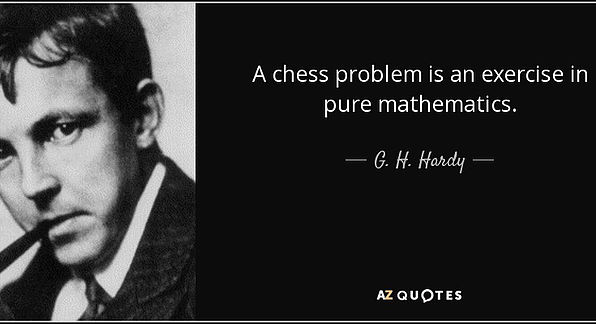 A chess problem is an exercise in
pure mathematics.
— G. H. Hardy —
AZ QUOTES